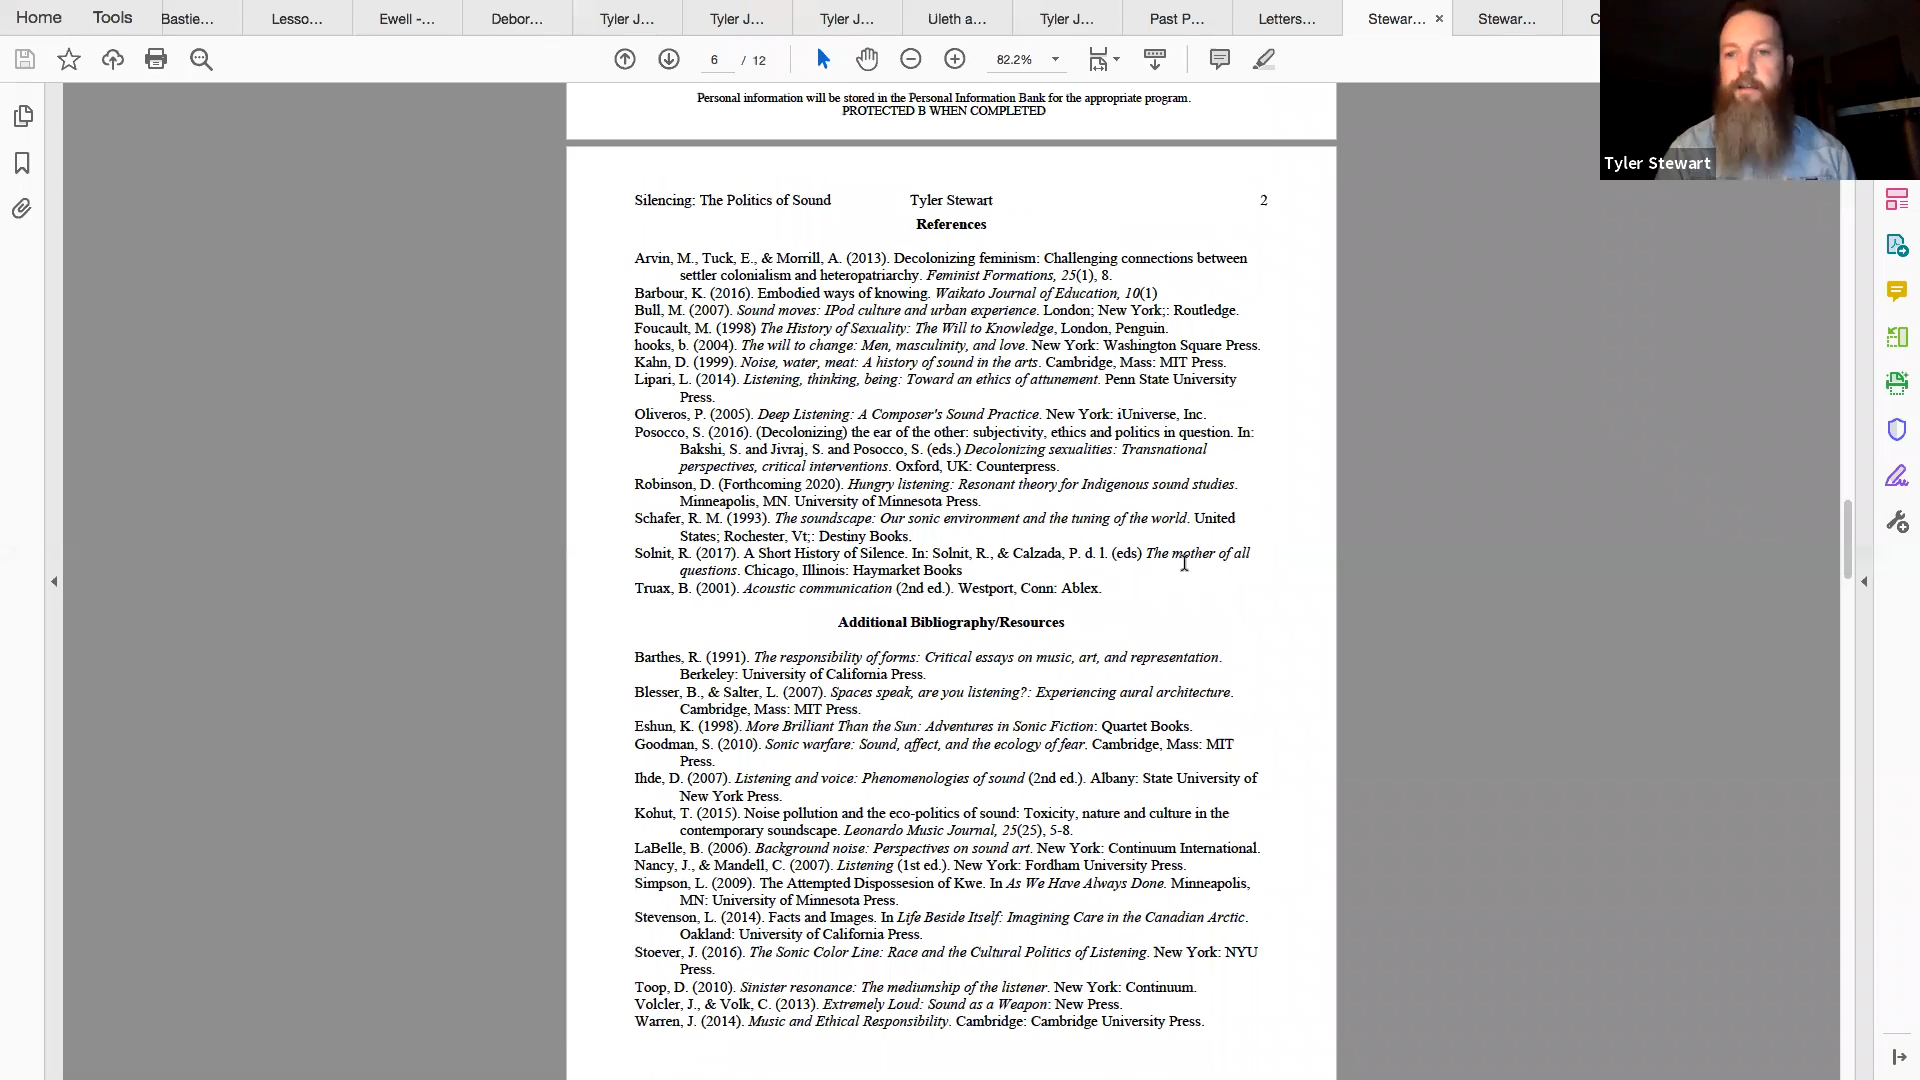 Home
Tools
Bastie...
Lesso...
Ewell -...
Debor...
Tyler J...
Tyler J...
Tyler J...
Uleth a...
Tyler J...
Past P...
Letters...
Stewar...
Stewar...
6 / 12
82.2%
Tyler Stewart
Personal information will be stored in the Personal Information Bank for the appropriate program.
PROTECTED B WHEN COMPLETED
Silencing: The Politics of Sound Tyler Stewart 2
References
Arvin, M., Tuck, E., & Morrill, A. (2013). Decolonizing feminism: Challenging connections between
settler colonialism and heteropatriarchy. Feminist Formations, 25(1), 8.
Barbour, K. (2016). Embodied ways of knowing. Waikato Journal of Education, 10(1)
Bull, M. (2007). Sound moves: IPod culture and urban experience. London; New York;: Routledge.
Foucault, M. (1998) The History of Sexuality: The Will to Knowledge, London, Penguin.
hooks, b. (2004). The will to change: Men, masculinity, and love. New York: Washington Square Press.
Kahn, D. (1999). Noise, water, meat: A history of sound in the arts. Cambridge, Mass: MIT Press.
Lipari, L. (2014). Listening, thinking, being: Toward an ethics of attunement. Penn State University
Press.
Oliveros, P. (2005). Deep Listening: A Composer's Sound Practice. New York: iUniverse, Inc.
Posocco, S. (2016). (Decolonizing) the ear of the other: subjectivity, ethics and politics in question. In:
Bakshi, S. and Jivraj, S. and Posocco, S. (eds.) Decolonizing sexualities: Transnational
perspectives, critical interventions. Oxford, UK: Counterpress.
Robinson, D. (Forthcoming 2020). Hungry listening: Resonant theory for Indigenous sound studies.
Minneapolis, MN. University of Minnesota Press.
Schafer, R. M. (1993). The soundscape: Our sonic environment and the tuning of the world. United
States; Rochester, Vt;: Destiny Books.
Solnit, R. (2017). A Short History of Silence. In: Solnit, R., & Calzada, P. d. l. (eds) The mother of all
questions. Chicago, Illinois: Haymarket Books
Truax, B. (2001). Acoustic communication (2nd ed.). Westport, Conn: Ablex.
Additional Bibliography/Resources
Barthes, R. (1991). The responsibility of forms: Critical essays on music, art, and representation.
Berkeley: University of California Press.
Blesser, B., & Salter, L. (2007). Spaces speak, are you listening?: Experiencing aural architecture.
Cambridge, Mass: MIT Press.
Eshun, K. (1998). More Brilliant Than the Sun: Adventures in Sonic Fiction: Quartet Books.
Goodman, S. (2010). Sonic warfare: Sound, affect, and the ecology of fear. Cambridge, Mass: MIT
Press.
Ihde, D. (2007). Listening and voice: Phenomenologies of sound (2nd ed.). Albany: State University of
New York Press.
Kohut, T. (2015). Noise pollution and the eco-politics of sound: Toxicity, nature and culture in the
contemporary soundscape. Leonardo Music Journal, 25(25), 5-8.
LaBelle, B. (2006). Background noise: Perspectives on sound art. New York: Continuum International.
Nancy, J., & Mandell, C. (2007). Listening (1st ed.). New York: Fordham University Press.
Simpson, L. (2009). The Attempted Dispossesion of Kwe. In As We Have Always Done. Minneapolis,
MN: University of Minnesota Press.
Stevenson, L. (2014). Facts and Images. In Life Beside Itself: Imagining Care in the Canadian Arctic.
Oakland: University of California Press.
Stoever, J. (2016). The Sonic Color Line: Race and the Cultural Politics of Listening. New York: NYU
Press.
Toop, D. (2010). Sinister resonance: The mediumship of the listener. New York: Continuum.
Volcler, J., & Volk, C. (2013). Extremely Loud: Sound as a Weapon: New Press.
Warren, J. (2014). Music and Ethical Responsibility. Cambridge: Cambridge University Press.